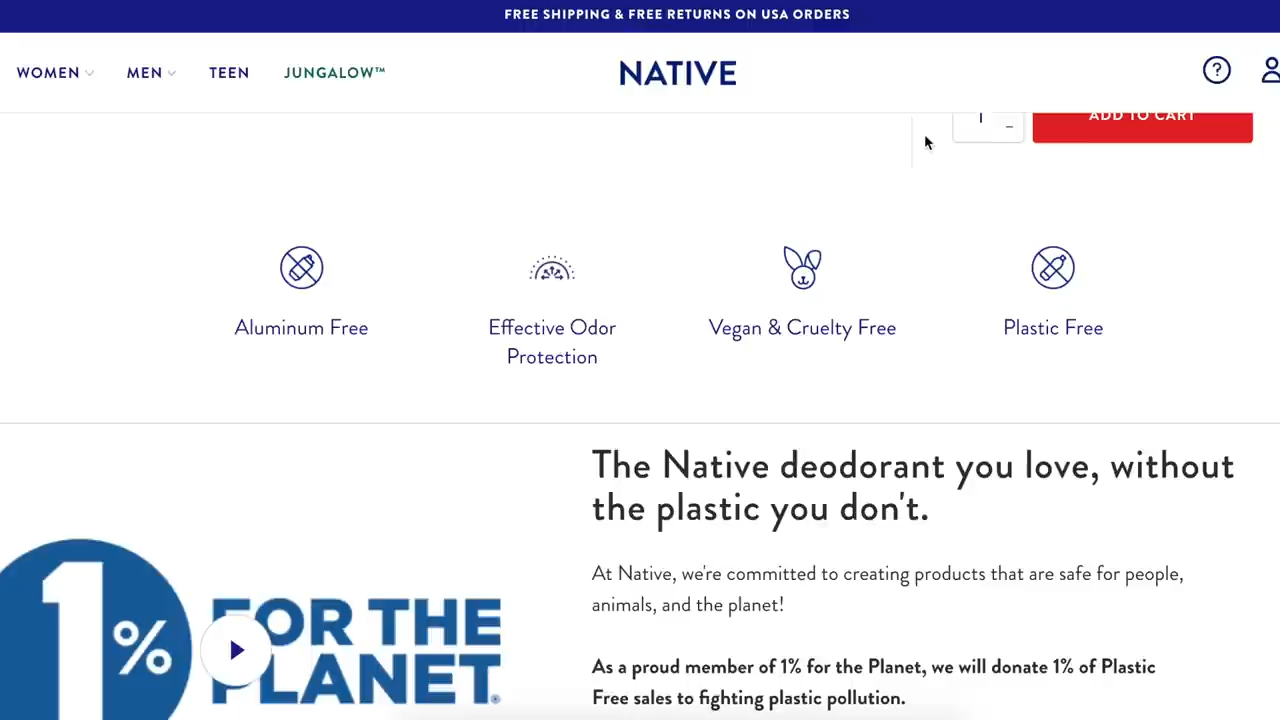 FREE SHIPPING & FREE RETURNS ON USA ORDERS
WOMEN MEN TEEN JUNGALOW™ NATIVE ?
1 − ADD TO CART
Aluminum Free
Effective Odor
Protection
Vegan & Cruelty Free
Plastic Free
The Native deodorant you love, without
the plastic you don't.
At Native, we're committed to creating products that are safe for people,
animals, and the planet!
As a proud member of 1% for the Planet, we will donate 1% of Plastic
Free sales to fighting plastic pollution.
1%
FOR THE
PLANET®